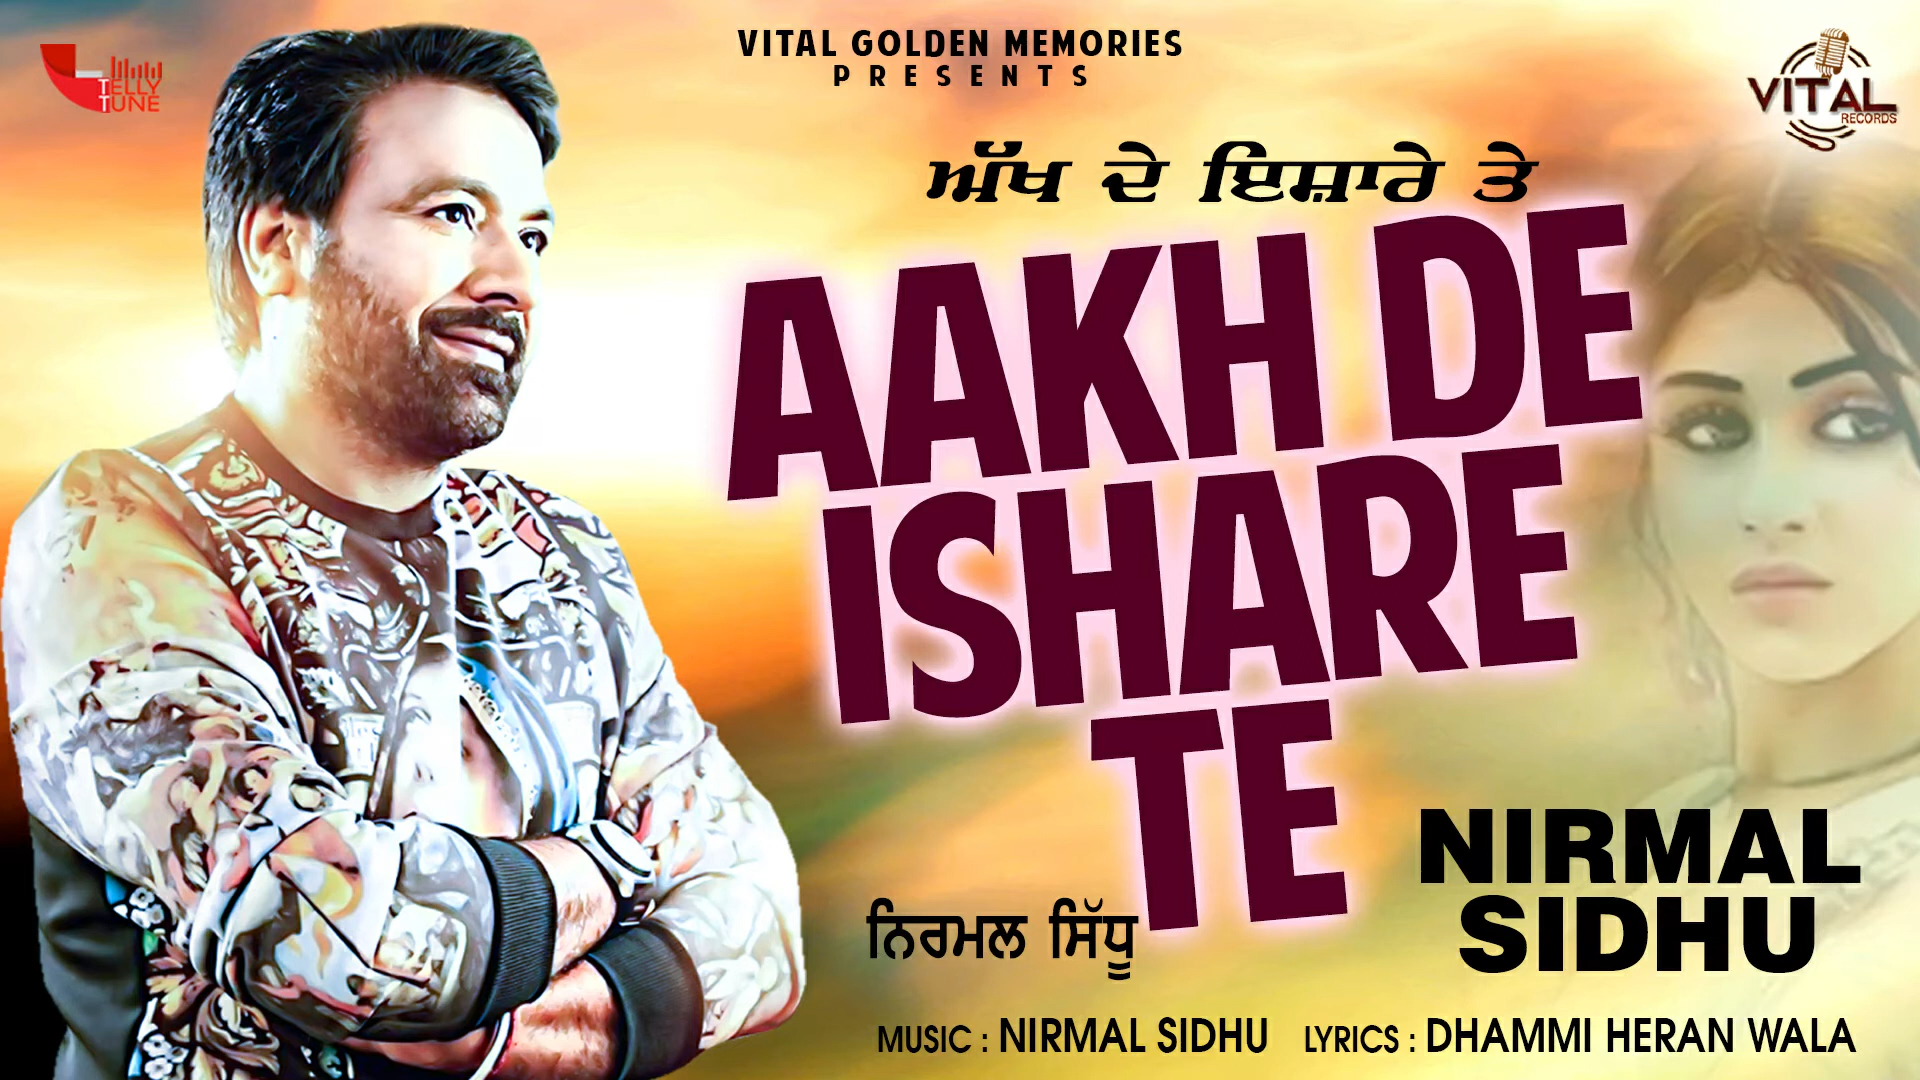 TELLY
TUNE
VITAL GOLDEN MEMORIES
PRESENTS
VITAL
RECORDS
ਅੱਖ ਦੇ ਇਸ਼ਾਰੇ ਤੇ
AAKH DE
ISHARE
TE
NIRMAL
SIDHU
ਨਿਰਮਲ ਸਿੱਧੂ
MUSIC : NIRMAL SIDHU LYRICS : DHAMMI HERAN WALA